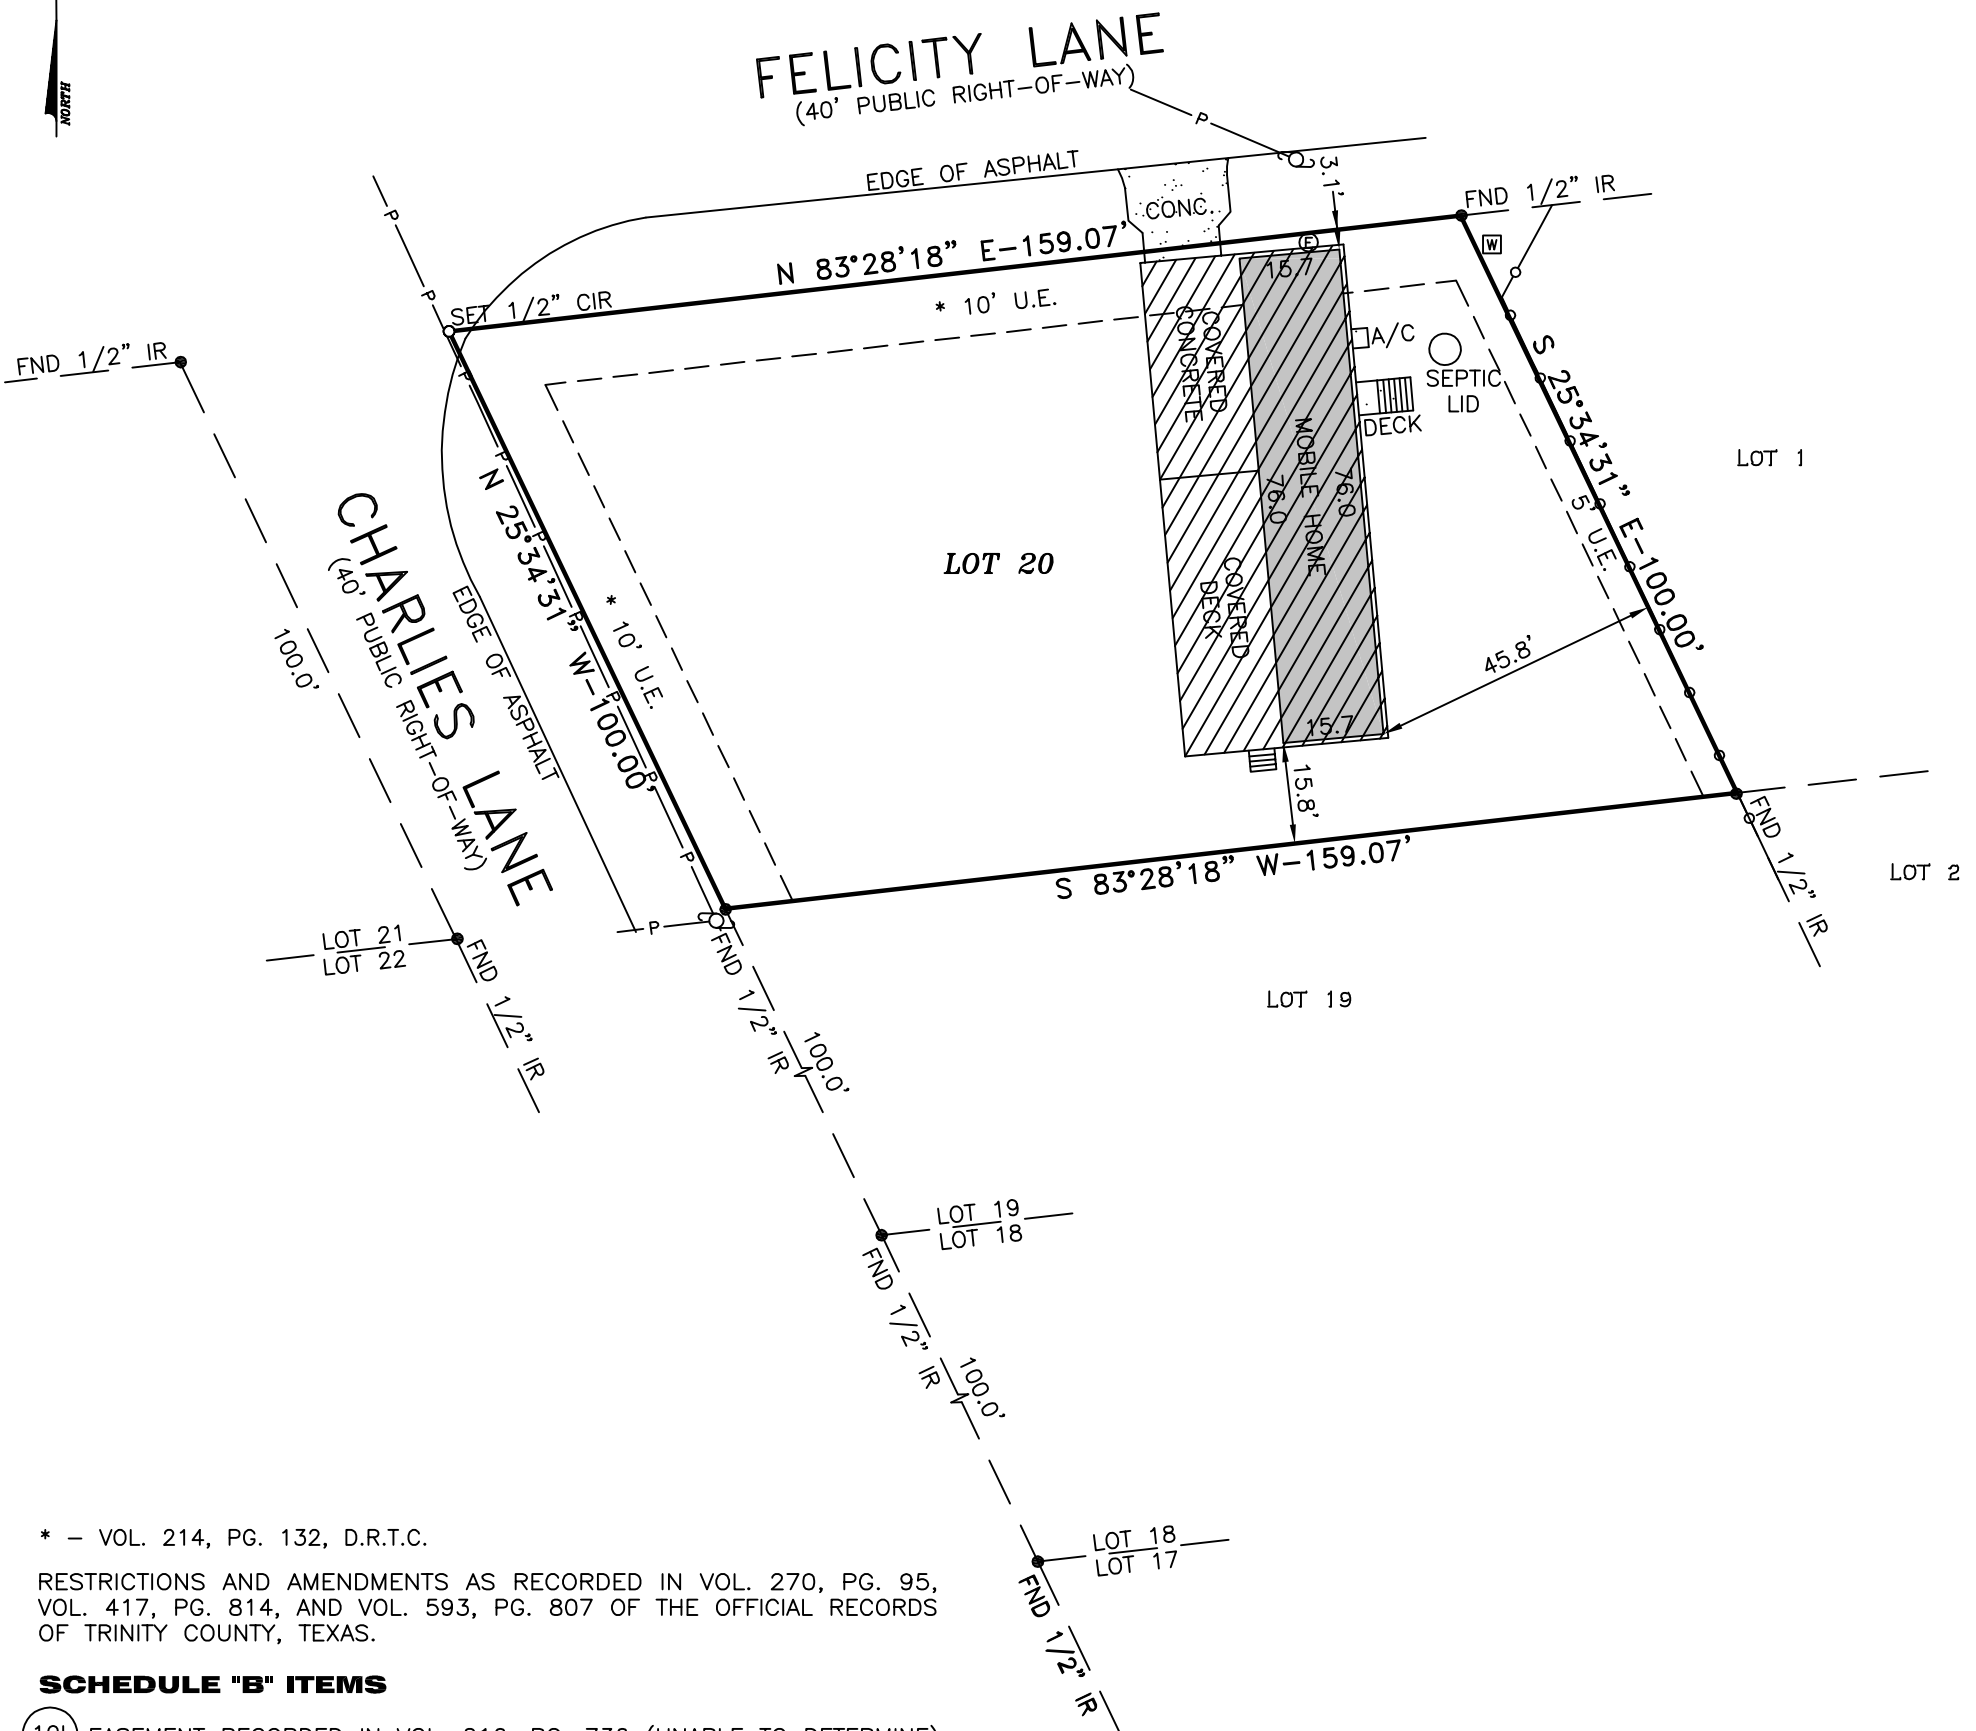 NORTH
FELICITY LANE
(40' PUBLIC RIGHT-OF-WAY)
P
EDGE OF ASPHALT
3.1'
FND 1/2" IR
CONC.
W
E
N 83°28'18" E-159.07'
15.7
P
P
SET 1/2" CIR
* 10' U.E.
FND 1/2" IR
P
COVERED
CONCRETE
A/C
SEPTIC
LID
DECK
S 25°34'31" E-100.00'
LOT 1
MOBILE HOME
76.0
76.0
5' U.E.
LOT 20
COVERED
DECK
P
P
P
P
P
P
N 25°34'31" W-100.00'
* 10' U.E.
CHARLIES LANE
(40' PUBLIC RIGHT-OF-WAY)
EDGE OF ASPHALT
100.0'
45.8'
15.7
15.8'
S 83°28'18" W-159.07'
FND 1/2" IR
LOT 2
P
LOT 21
LOT 22
FND 1/2" IR
FND 1/2" IR
100.0'
LOT 19
LOT 19
LOT 18
FND 1/2" IR
100.0'
LOT 18
LOT 17
FND 1/2" IR
* - VOL. 214, PG. 132, D.R.T.C.
RESTRICTIONS AND AMENDMENTS AS RECORDED IN VOL. 270, PG. 95,
VOL. 417, PG. 814, AND VOL. 593, PG. 807 OF THE OFFICIAL RECORDS
OF TRINITY COUNTY, TEXAS.
SCHEDULE "B" ITEMS
EASEMENT RECORDED IN VOL. PG. (UNABLE TO DETERMINE)